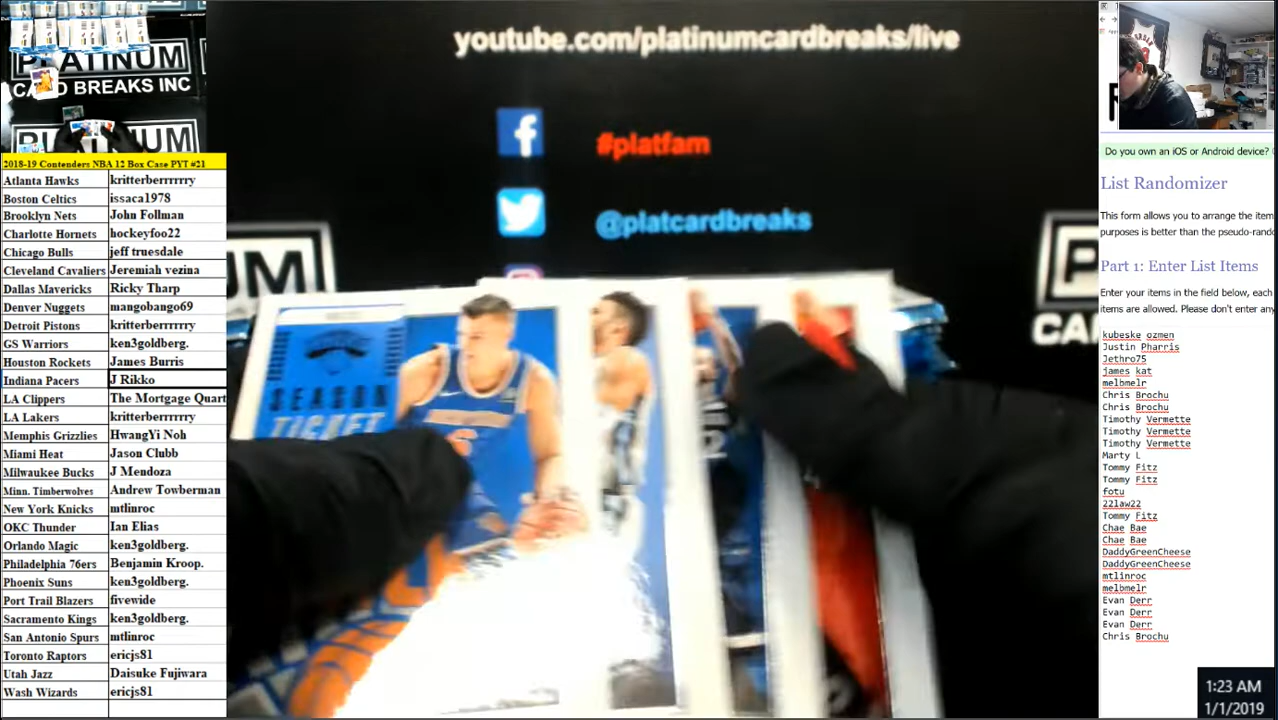 youtube.com/platinumcardbreaks/live
#platfam
@platcardbreaks
PLATINUM
CARD BREAKS INC
2018-19 Contenders NBA 12 Box Case PYT #21
Atlanta Hawks kritterberrrrrry
Boston Celtics issaca1978
Brooklyn Nets John Follman
Charlotte Hornets hockeyfoo22
Chicago Bulls jeff truesdale
Cleveland Cavaliers Jeremiah vezina
Dallas Mavericks Ricky Tharp
Denver Nuggets mangobango69
Detroit Pistons kritterberrrrrry
GS Warriors ken3goldberg.
Houston Rockets James Burris
Indiana Pacers J Rikko
LA Clippers The Mortgage Quart
LA Lakers kritterberrrrrry
Memphis Grizzlies HwangYi Noh
Miami Heat Jason Clubb
Milwaukee Bucks J Mendoza
Minn. Timberwolves Andrew Towberman
New York Knicks mtlinroc
OKC Thunder Ian Elias
Orlando Magic ken3goldberg.
Philadelphia 76ers Benjamin Kroop.
Phoenix Suns ken3goldberg.
Port Trail Blazers fivewide
Sacramento Kings ken3goldberg.
San Antonio Spurs mtlinroc
Toronto Raptors ericjs81
Utah Jazz Daisuke Fujiwara
Wash Wizards ericjs81
SEASON
TICKET
Do you own an iOS or Android device?
List Randomizer
This form allows you to arrange the item
purposes is better than the pseudo-rando
Part 1: Enter List Items
Enter your items in the field below, each
items are allowed. Please don't enter any
kubeske ozmen
Justin Pharris
Jethro75
james kat
melbmelr
Chris Brochu
Chris Brochu
Timothy Vermette
Timothy Vermette
Timothy Vermette
Marty L
Tommy Fitz
Tommy Fitz
fotu
22law22
Tommy Fitz
Chae Bae
Chae Bae
DaddyGreenCheese
DaddyGreenCheese
mtlinroc
melbmelr
Evan Derr
Evan Derr
Evan Derr
Chris Brochu
1:23 AM
1/1/2019